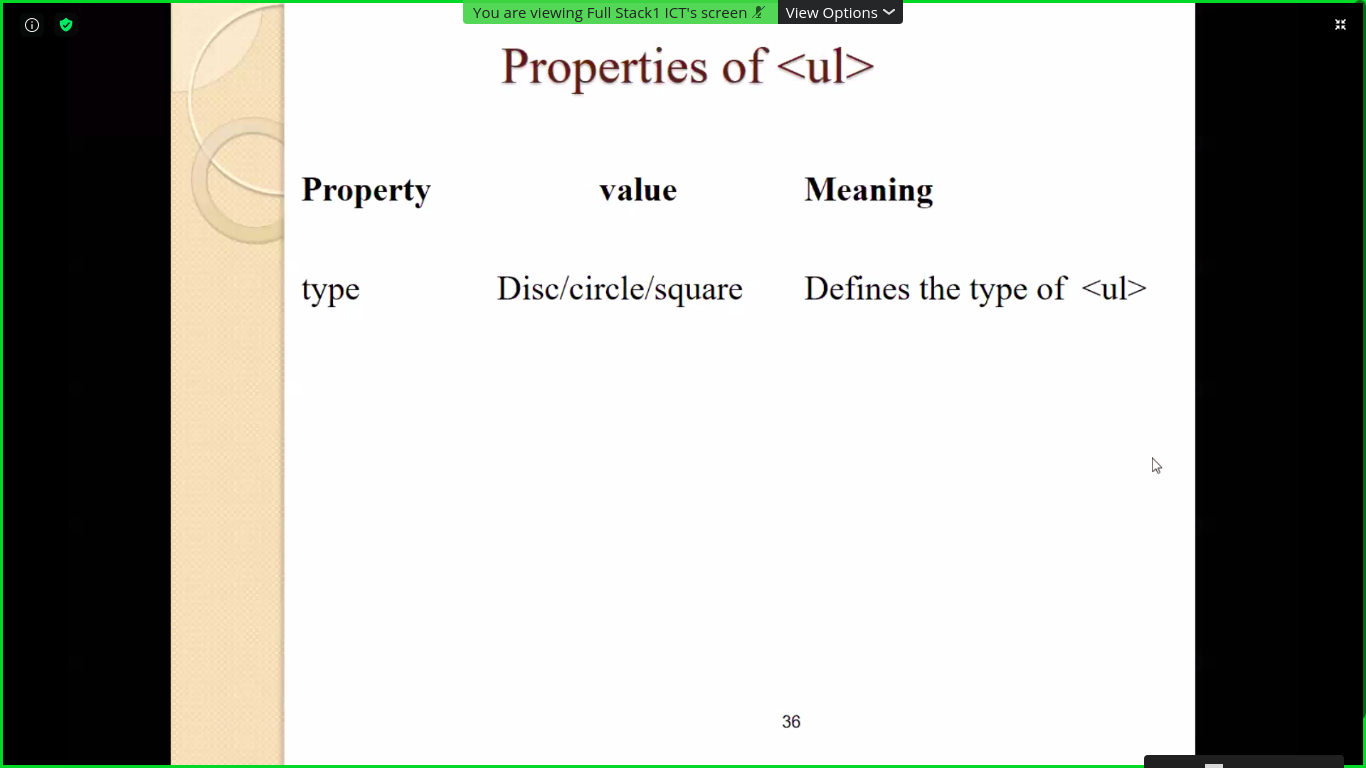 You are viewing Full Stack1 ICT's screen
View Options
Properties of <ul>
Property value Meaning
type Disc/circle/square Defines the type of <ul>
36